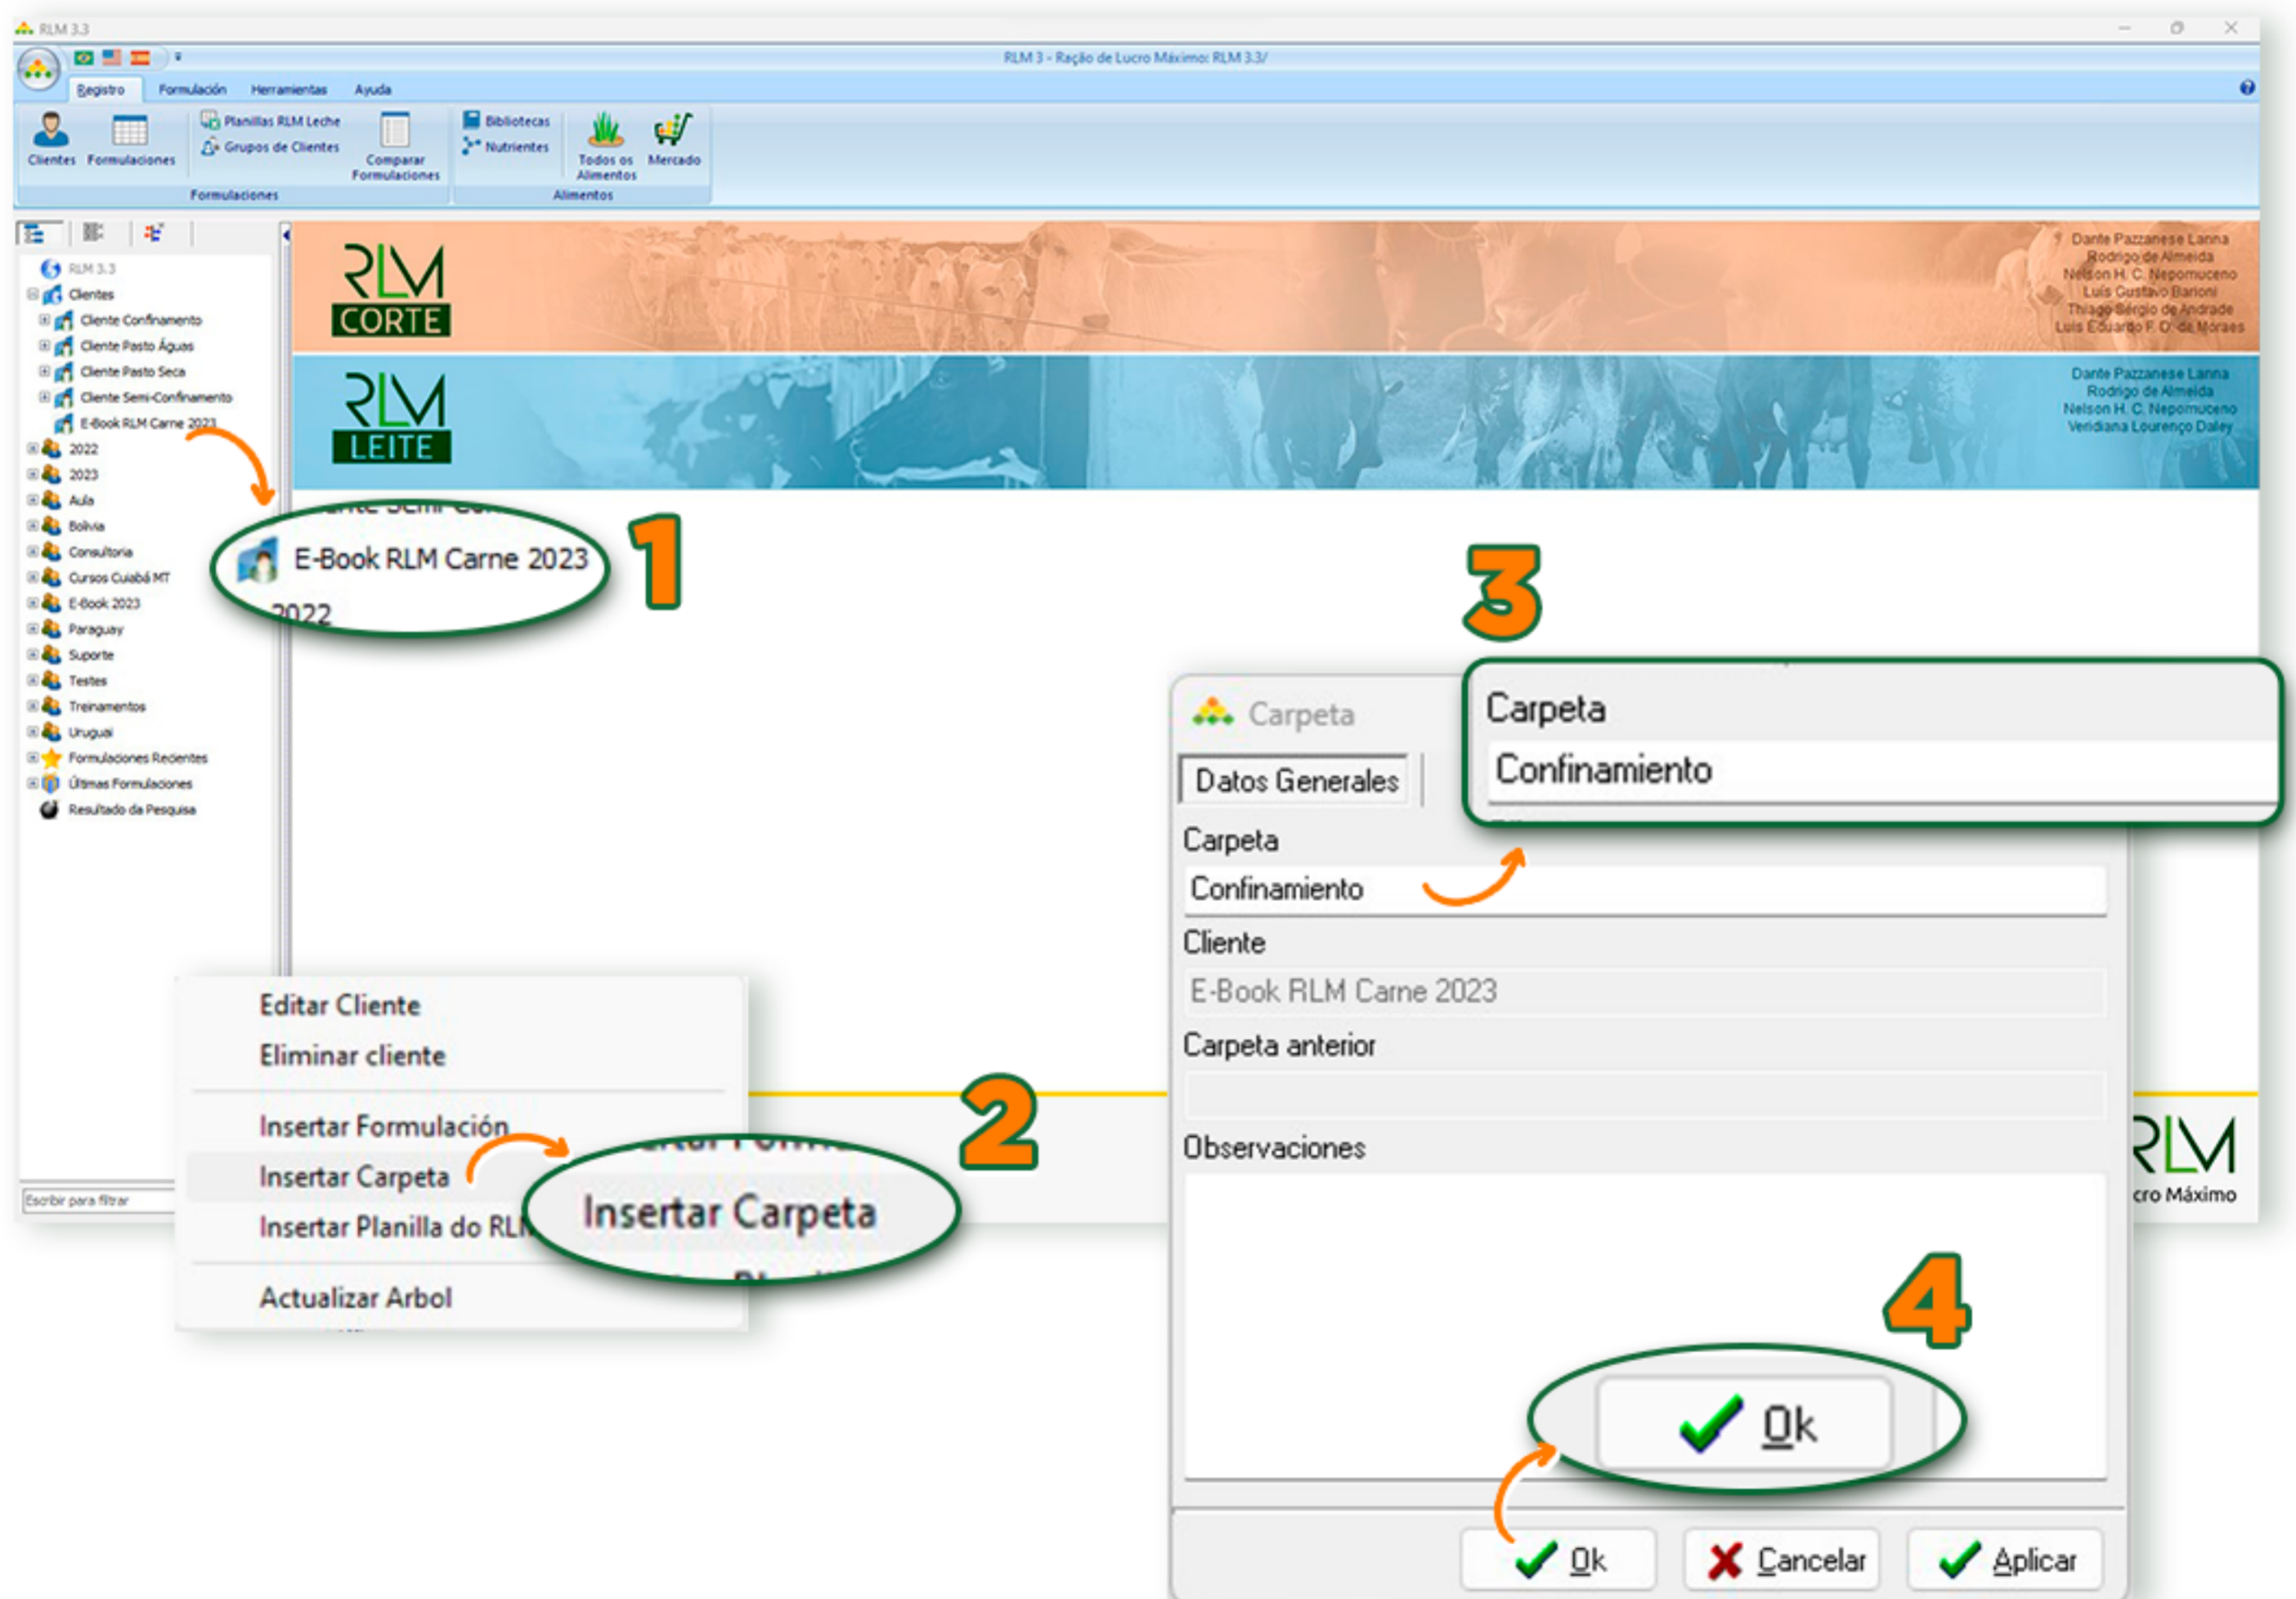 RLM 3.3
RLM 3 - Ração de Lucro Máximo: RLM 3.3/
Registro Formulación Herramientas Ayuda
Clientes
Formulaciones
Planillas RLM Leche
Grupos de Clientes
Comparar
Formulaciones
Bibliotecas
Nutrientes
Todos os
Alimentos
Mercado
Formulaciones
Alimentos
RLM 3.3
Clientes
Cliente Confinamento
Cliente Pasto Águas
Cliente Pasto Seca
Cliente Semi-Confinamento
E-Book RLM Carne 2023
2022
2023
Aula
Bolivia
Consultoria
Cursos Cuiabá MT
E-Book 2023
Paraguay
Suporte
Testes
Treinamentos
Uruguai
Formulaciones Recientes
Últimas Formulaciones
Resultado da Pesquisa
Escribir para filtrar
RLM
CORTE
Dante Pazzanese Lanna
Rodrigo de Almeida
Nelson H. C. Nepomuceno
Luís Gustavo Barioni
Thiago Sérgio de Andrade
Luis Eduardo F. D. de Moraes
RLM
LEITE
Dante Pazzanese Lanna
Rodrigo de Almeida
Nelson H. C. Nepomuceno
Veridiana Lourenço Daley
E-Book RLM Carne 2023
2022
1
Editar Cliente
Eliminar cliente
Insertar Formulación
Insertar Carpeta
Insertar Planilla do RL
Actualizar Arbol
Insertar Carpeta
2
3
Carpeta
Confinamiento
Carpeta
Datos Generales
Carpeta
Confinamiento
Cliente
E-Book RLM Carne 2023
Carpeta anterior
Observaciones
4
Ok
Ok
Cancelar
Aplicar
RLM
cro Máximo